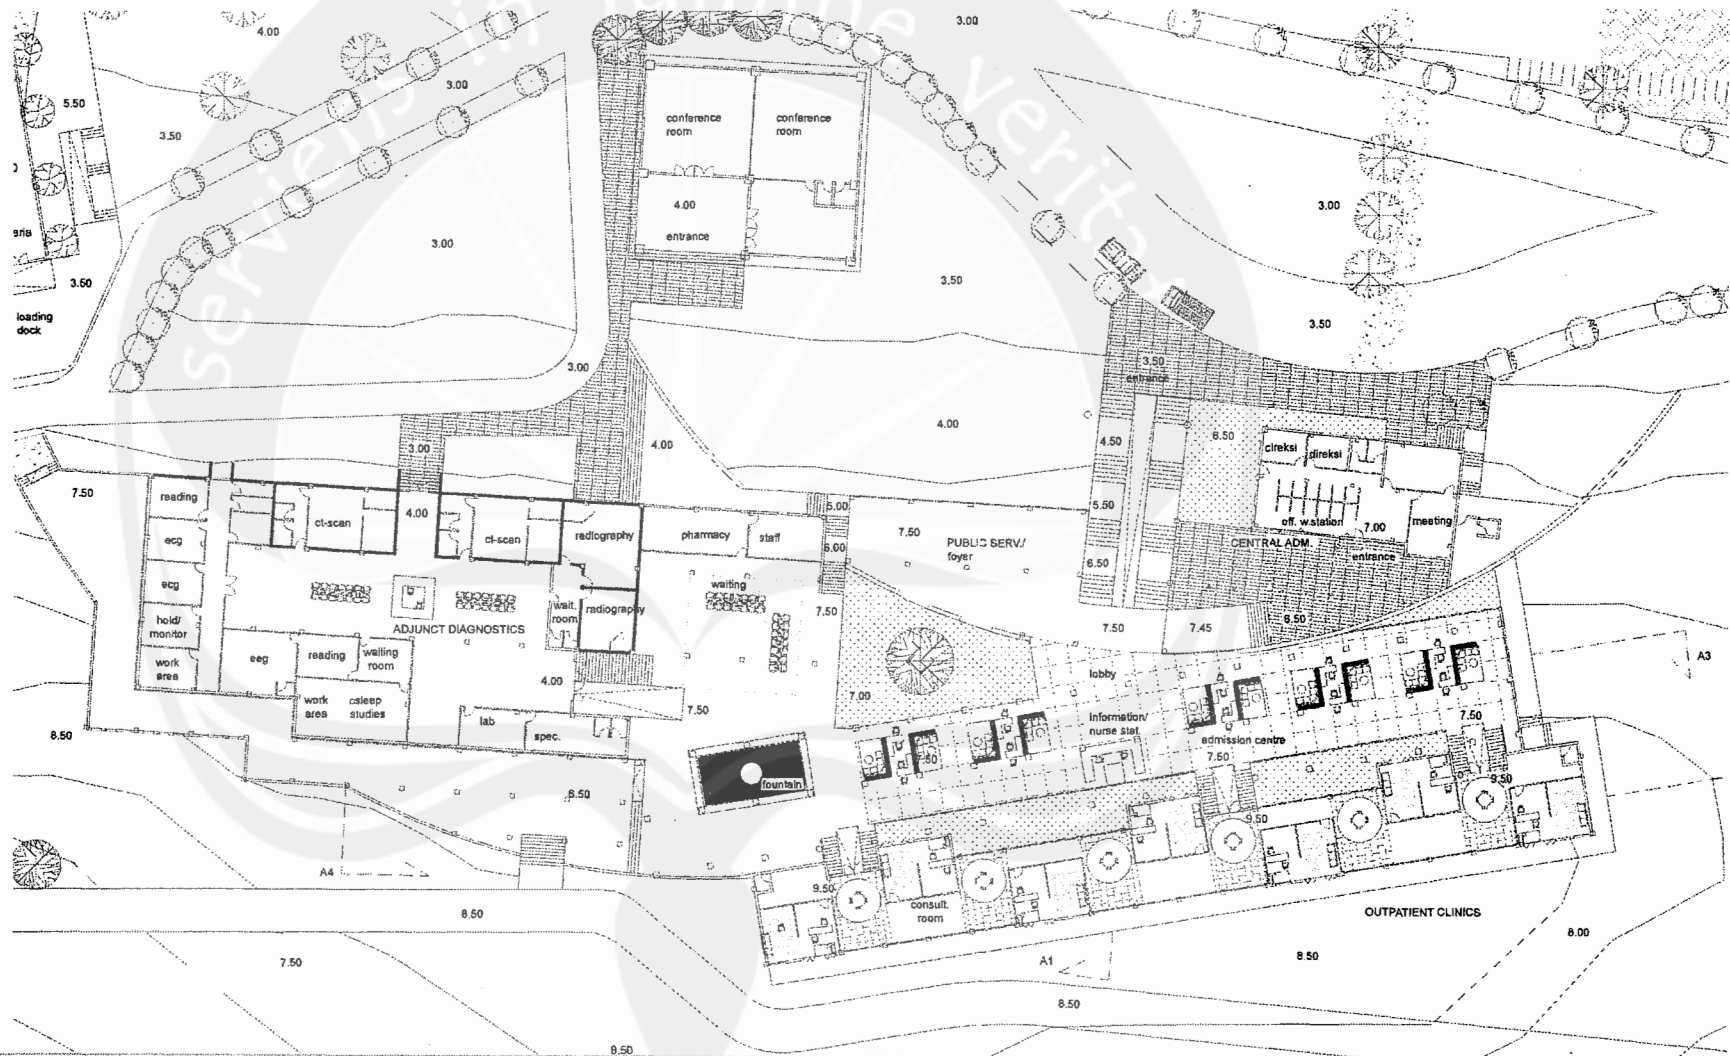 serviens in lumine veritatis
4.00
3.00
5.50
3.00
3.50
conference
room
conference
room
4.00
entrance
3.00
3.00
3.50
3.50
loading
dock
3.50
3.50
entrance
3.00
3.00
4.00
4.00
4.50
6.50
direksi
direksi
7.50
reading
ct-scan
4.00
ct-scan
radiography
pharmacy
staff
5.00
6.00
7.50
PUBLIC SERV./
foyer
5.50
6.50
off. w.station
7.00
meeting
CENTRAL ADM.
entrance
ecg
ecg
waiting
7.50
wait.
room
radiography
hold/
monitor
ADJUNCT DIAGNOSTICS
7.50
7.45
6.50
work
area
eeg
reading
waiting
room
4.00
7.00
lobby
A3
work
area
sleep
studies
lab
spec.
7.50
information/
nurse stat.
admission centre
7.50
7.50
8.50
7.50
fountain
6.50
9.50
9.50
A4
9.50
consult.
room
8.50
OUTPATIENT CLINICS
8.00
7.50
A1
8.50
8.50
8.50